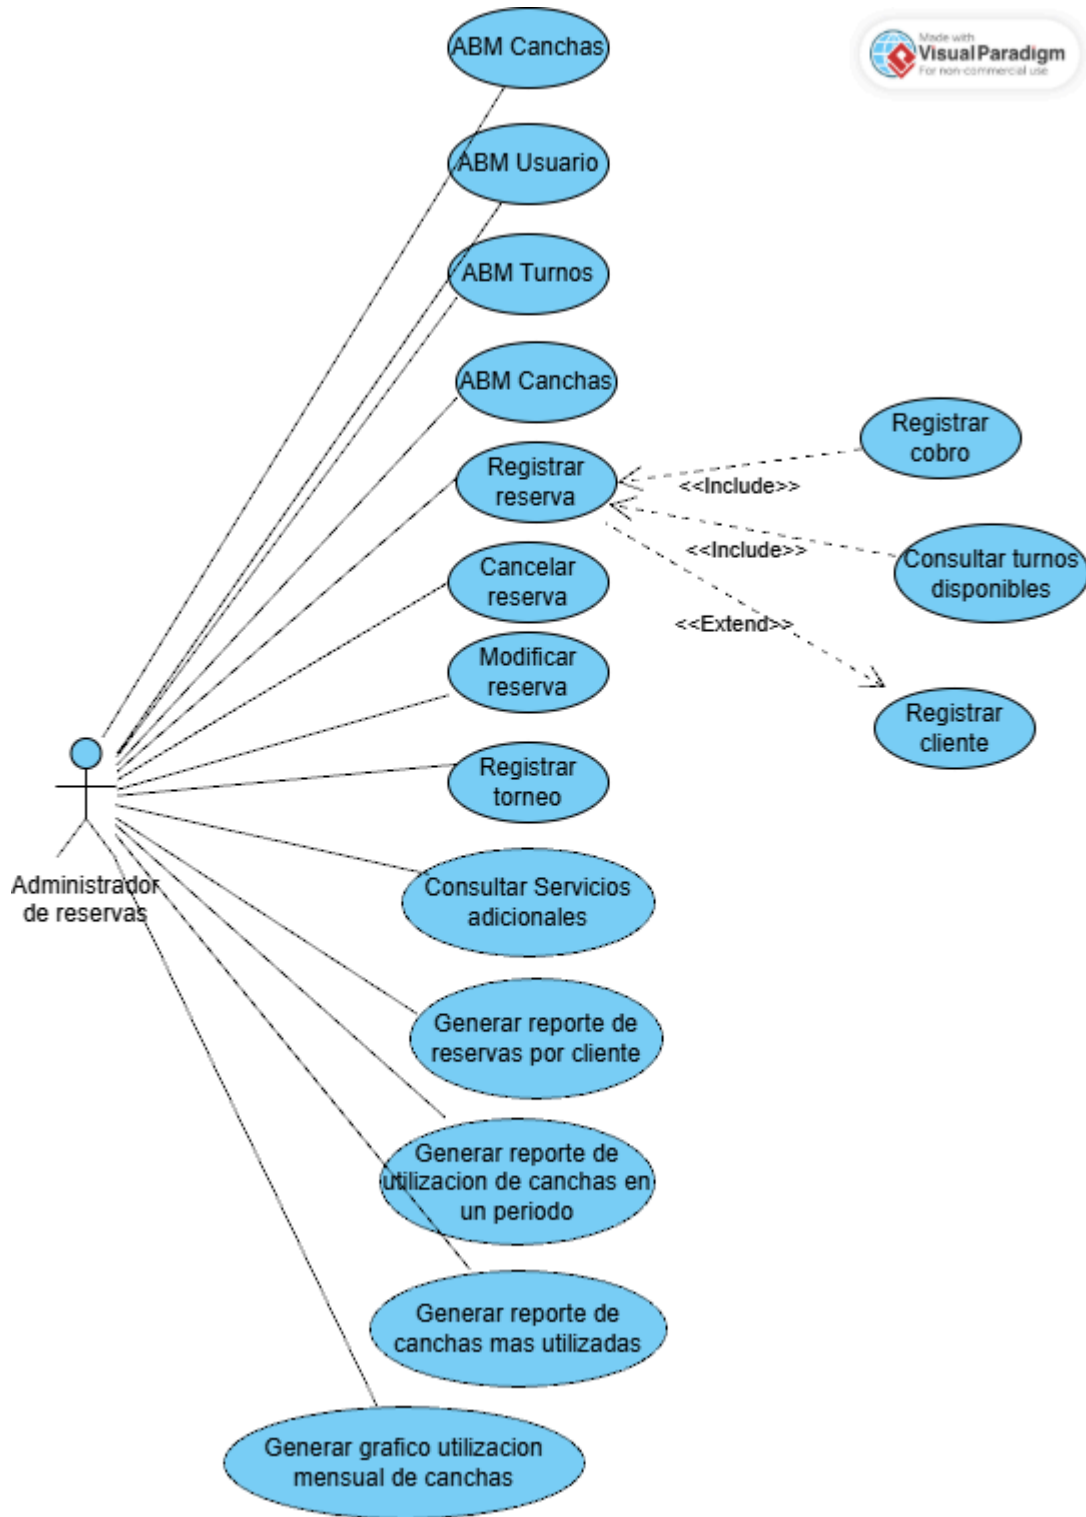 ABM Canchas
Made with
Visual Paradigm
For non-commercial use
ABM Usuario
ABM Turnos
ABM Canchas
Registrar
cobro
Registrar
reserva
<<Include>>
<<Include>>
Consultar turnos
disponibles
Cancelar
reserva
<<Extend>>
Modificar
reserva
Registrar
cliente
Registrar
torneo
Administrador
de reservas
Consultar Servicios
adicionales
Generar reporte de
reservas por cliente
Generar reporte de
utilizacion de canchas en
un periodo
Generar reporte de
canchas mas utilizadas
Generar grafico utilizacion
mensual de canchas